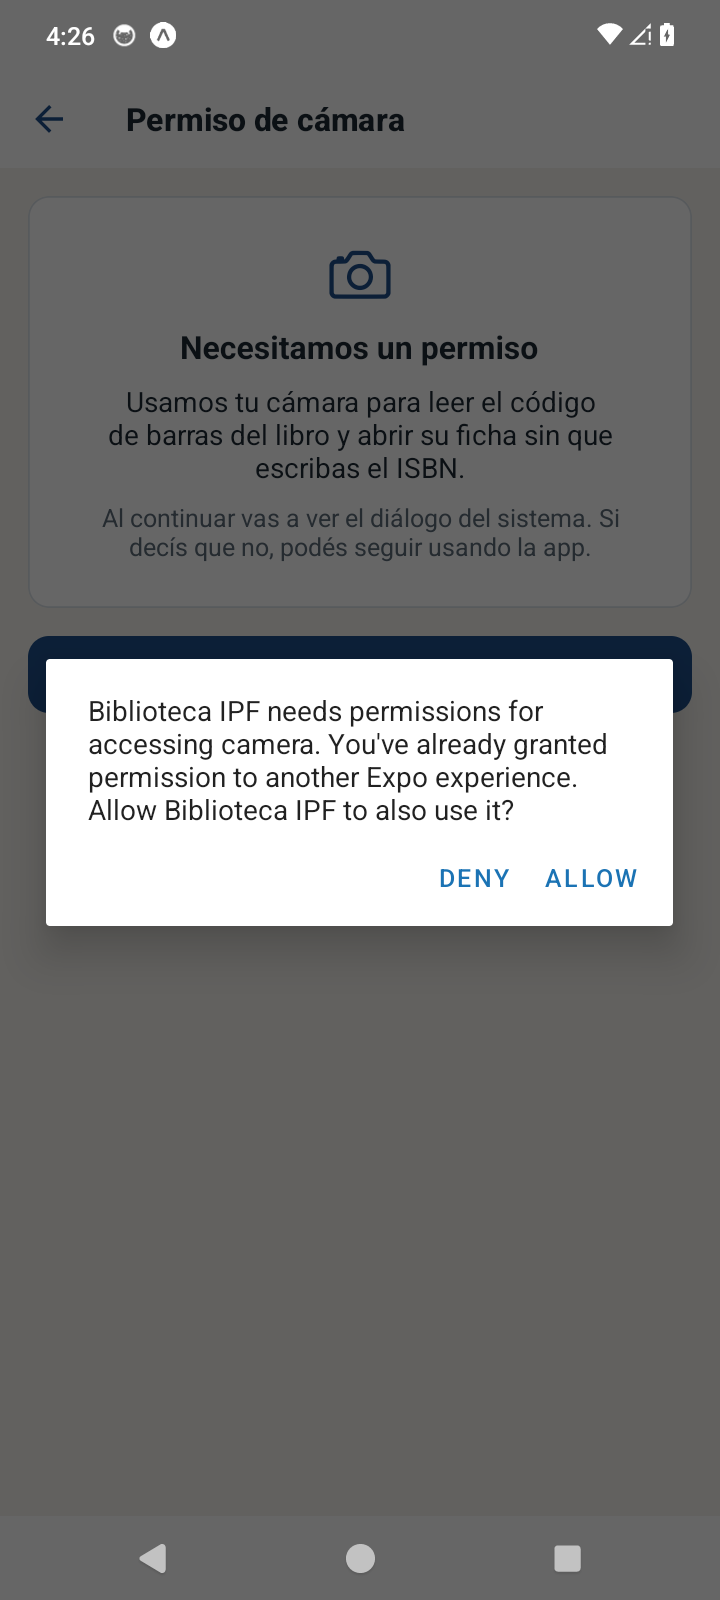 4:26
Permiso de cámara
Necesitamos un permiso
Usamos tu cámara para leer el código
de barras del libro y abrir su ficha sin que
escribas el ISBN.
Al continuar vas a ver el diálogo del sistema. Si
decís que no, podés seguir usando la app.
Biblioteca IPF needs permissions for
accessing camera. You've already granted
permission to another Expo experience.
Allow Biblioteca IPF to also use it?
DENY ALLOW